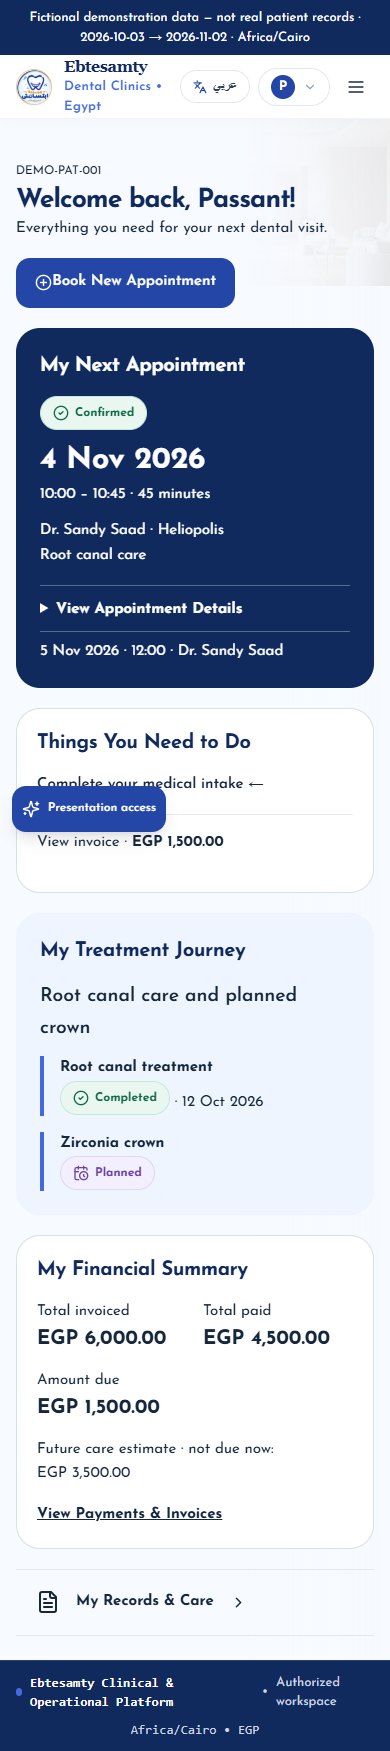 Fictional demonstration data — not real patient records ·
2026-10-03 → 2026-11-02 · Africa/Cairo
Ebtesamty
Dental Clinics •
Egypt
عربي
P
DEMO-PAT-001
Welcome back, Passant!
Everything you need for your next dental visit.
Book New Appointment
My Next Appointment
Confirmed
4 Nov 2026
10:00 – 10:45 · 45 minutes
Dr. Sandy Saad · Heliopolis
Root canal care
View Appointment Details
5 Nov 2026 · 12:00 · Dr. Sandy Saad
Things You Need to Do
Complete your medical intake ←
Presentation access
View invoice · EGP 1,500.00
My Treatment Journey
Root canal care and planned
crown
Root canal treatment
Completed · 12 Oct 2026
Zirconia crown
Planned
My Financial Summary
Total invoiced
EGP 6,000.00
Total paid
EGP 4,500.00
Amount due
EGP 1,500.00
Future care estimate · not due now:
EGP 3,500.00
View Payments & Invoices
My Records & Care
Ebtesamty Clinical &
Operational Platform
• Authorized
workspace
Africa/Cairo • EGP